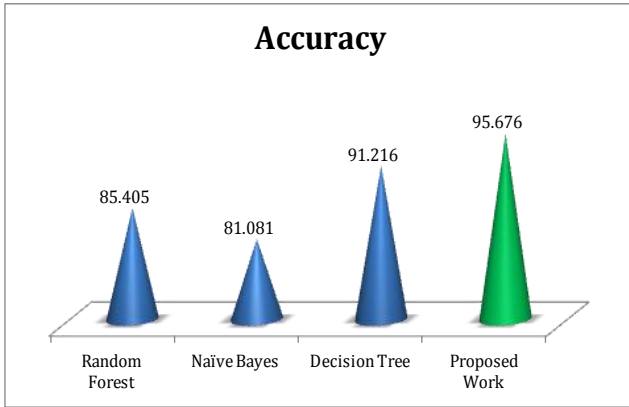 Accuracy
95.676
91.216
85.405
81.081
Random
Forest
Naïve Bayes
Decision Tree
Proposed
Work